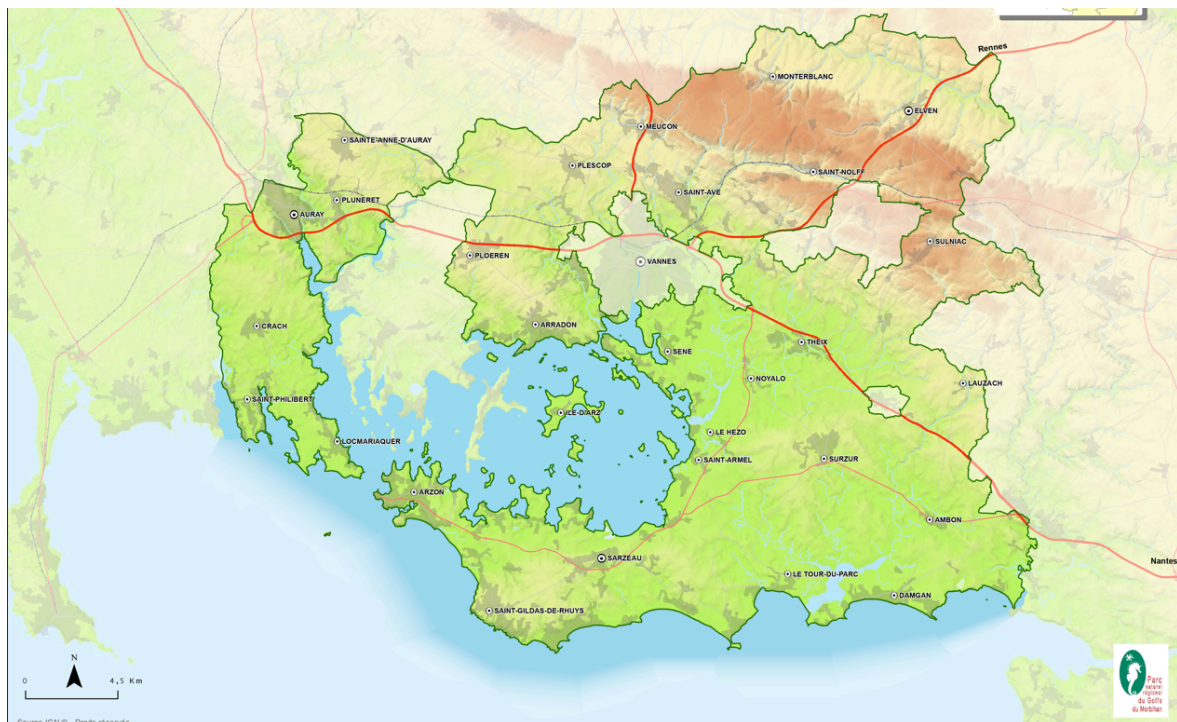 Rennes
MONTERBLANC
ELVEN
MEUCON
SAINTE-ANNE-D'AURAY
PLESCOP
SAINT-NOLFF
SAINT-AVE
PLUNERET
AURAY
SULNIAC
PLOEREN
VANNES
CRACH
ARRADON
THEIX
SENE
NOYALO
LAUZACH
SAINT-PHILIBERT
ILE-D'ARZ
LE HEZO
LOCMARIAQUER
SAINT-ARMEL
SURZUR
ARZON
AMBON
SARZEAU
Nantes
LE TOUR-DU-PARC
DAMGAN
SAINT-GILDAS-DE-RHUYS
N
0 4,5 Km
Parc
naturel
régional
du Golfe
du Morbihan